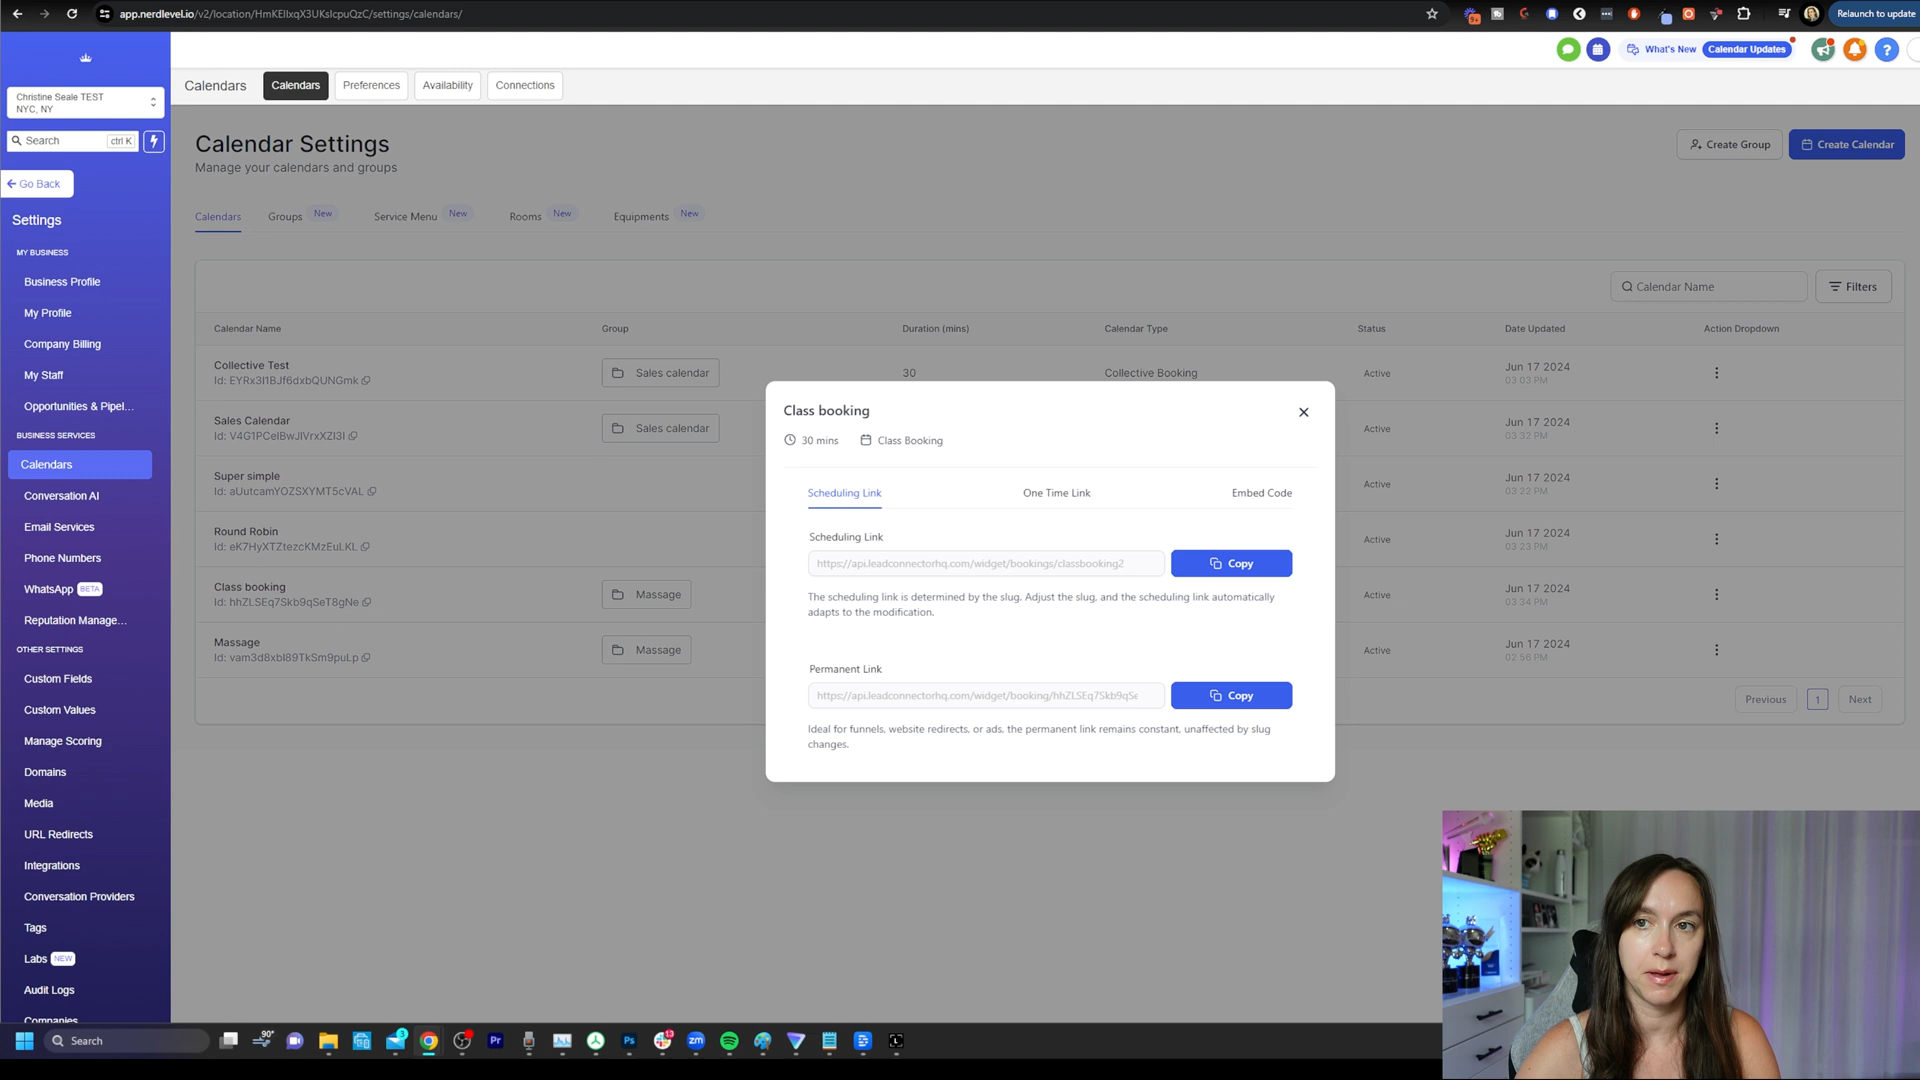 app.nerdlevel.io/v2/location/HmKEIlxqX3UKslcpuQzC/settings/calendars/
Relaunch to update
What's New
Calendar Updates
Christine Seale TEST
NYC, NY
Search
ctrl K
Go Back
Settings
MY BUSINESS
Business Profile
My Profile
Company Billing
My Staff
Opportunities & Pipel...
BUSINESS SERVICES
Calendars
Conversation AI
Email Services
Phone Numbers
WhatsApp BETA
Reputation Manage...
OTHER SETTINGS
Custom Fields
Custom Values
Manage Scoring
Domains
Media
URL Redirects
Integrations
Conversation Providers
Tags
Labs NEW
Audit Logs
Companies
Calendars
Calendars
Preferences
Availability
Connections
Calendar Settings
Manage your calendars and groups
Create Group
Create Calendar
Calendars
Groups New
Service Menu New
Rooms New
Equipments New
Calendar Name
Filters
Calendar Name Group Duration (mins) Calendar Type Status Date Updated Action Dropdown
Collective Test Sales calendar 30 Collective Booking Active Jun 17 2024
Id: EYRx3I1BJf6dxbQUNGmk 03 03 PM
Sales Calendar Sales calendar Active Jun 17 2024
Id: V4G1PCelBwJlVrxXZI3I 03 32 PM
Super simple Active Jun 17 2024
Id: aUutcamYOZSXYMT5cVAL 03 22 PM
Round Robin Active Jun 17 2024
Id: eK7HyXTZtezcKMzEuLKL 03 23 PM
Class booking Massage Active Jun 17 2024
Id: hhZLSEq7Skb9qSeT8gNe 03 34 PM
Massage Massage Active Jun 17 2024
Id: vam3d8xbI89TkSm9puLp 02 56 PM
Previous 1 Next
Class booking
30 mins Class Booking
Scheduling Link One Time Link Embed Code
Scheduling Link
https://api.leadconnectorhq.com/widget/bookings/classbooking2
Copy
The scheduling link is determined by the slug. Adjust the slug, and the scheduling link automatically
adapts to the modification.
Permanent Link
https://api.leadconnectorhq.com/widget/booking/hhZLSEq7Skb9qSe
Copy
Ideal for funnels, website redirects, or ads, the permanent link remains constant, unaffected by slug
changes.
Search
90°
3
Pr
Ps
13
zm